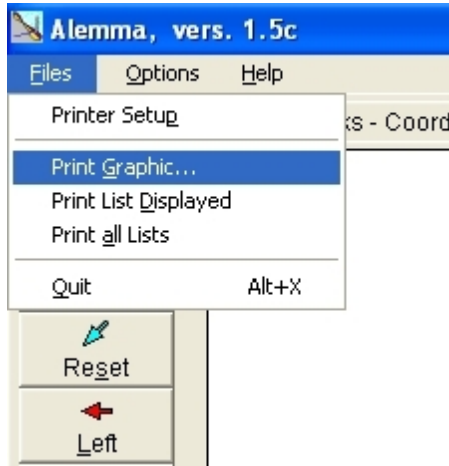 Alemma, vers. 1.5c
Files Options Help
Printer Setup
ks - Coord
Print Graphic...
Print List Displayed
Print all Lists
Quit Alt+X
Reset
Left